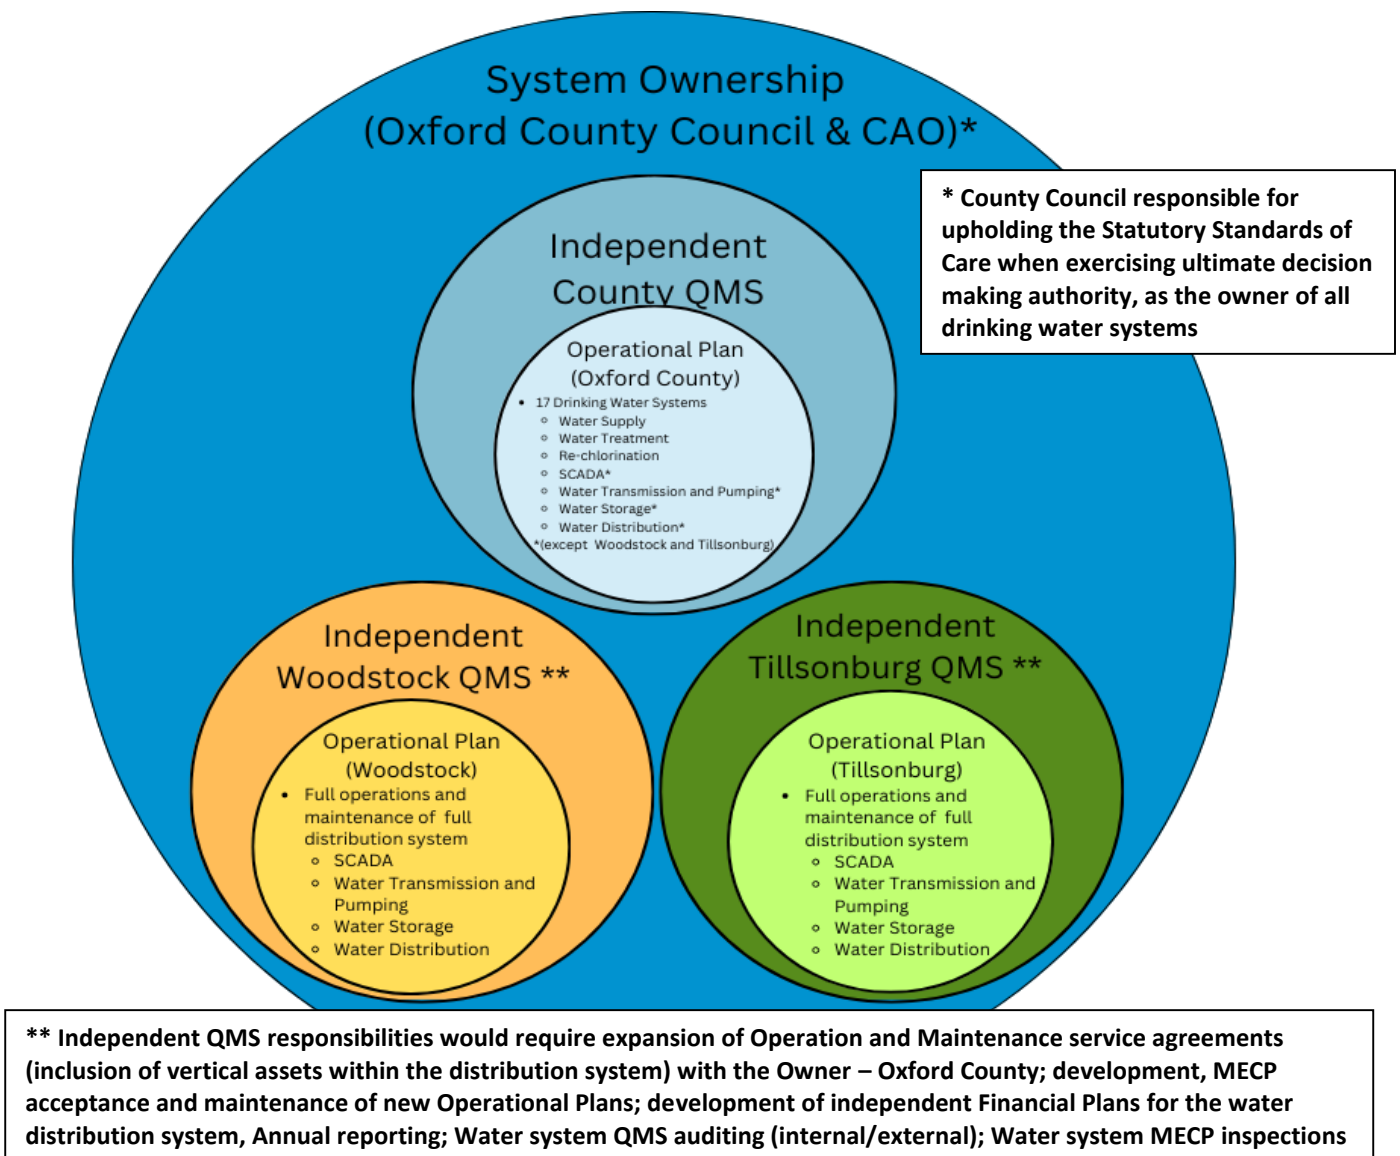 System Ownership
(Oxford County Council & CAO)*
* County Council responsible for
upholding the Statutory Standards of
Care when exercising ultimate decision
making authority, as the owner of all
drinking water systems
Independent
County QMS
Operational Plan
(Oxford County)
• 17 Drinking Water Systems
◦ Water Supply
◦ Water Treatment
◦ Re-chlorination
◦ SCADA*
◦ Water Transmission and Pumping*
◦ Water Storage*
◦ Water Distribution*
*(except Woodstock and Tillsonburg)
Independent
Woodstock QMS **
Operational Plan
(Woodstock)
• Full operations and
maintenance of full
distribution system
◦ SCADA
◦ Water Transmission and
Pumping
◦ Water Storage
◦ Water Distribution
Independent
Tillsonburg QMS **
Operational Plan
(Tillsonburg)
• Full operations and
maintenance of full
distribution system
◦ SCADA
◦ Water Transmission and
Pumping
◦ Water Storage
◦ Water Distribution
** Independent QMS responsibilities would require expansion of Operation and Maintenance service agreements
(inclusion of vertical assets within the distribution system) with the Owner – Oxford County; development, MECP
acceptance and maintenance of new Operational Plans; development of independent Financial Plans for the water
distribution system, Annual reporting; Water system QMS auditing (internal/external); Water system MECP inspections